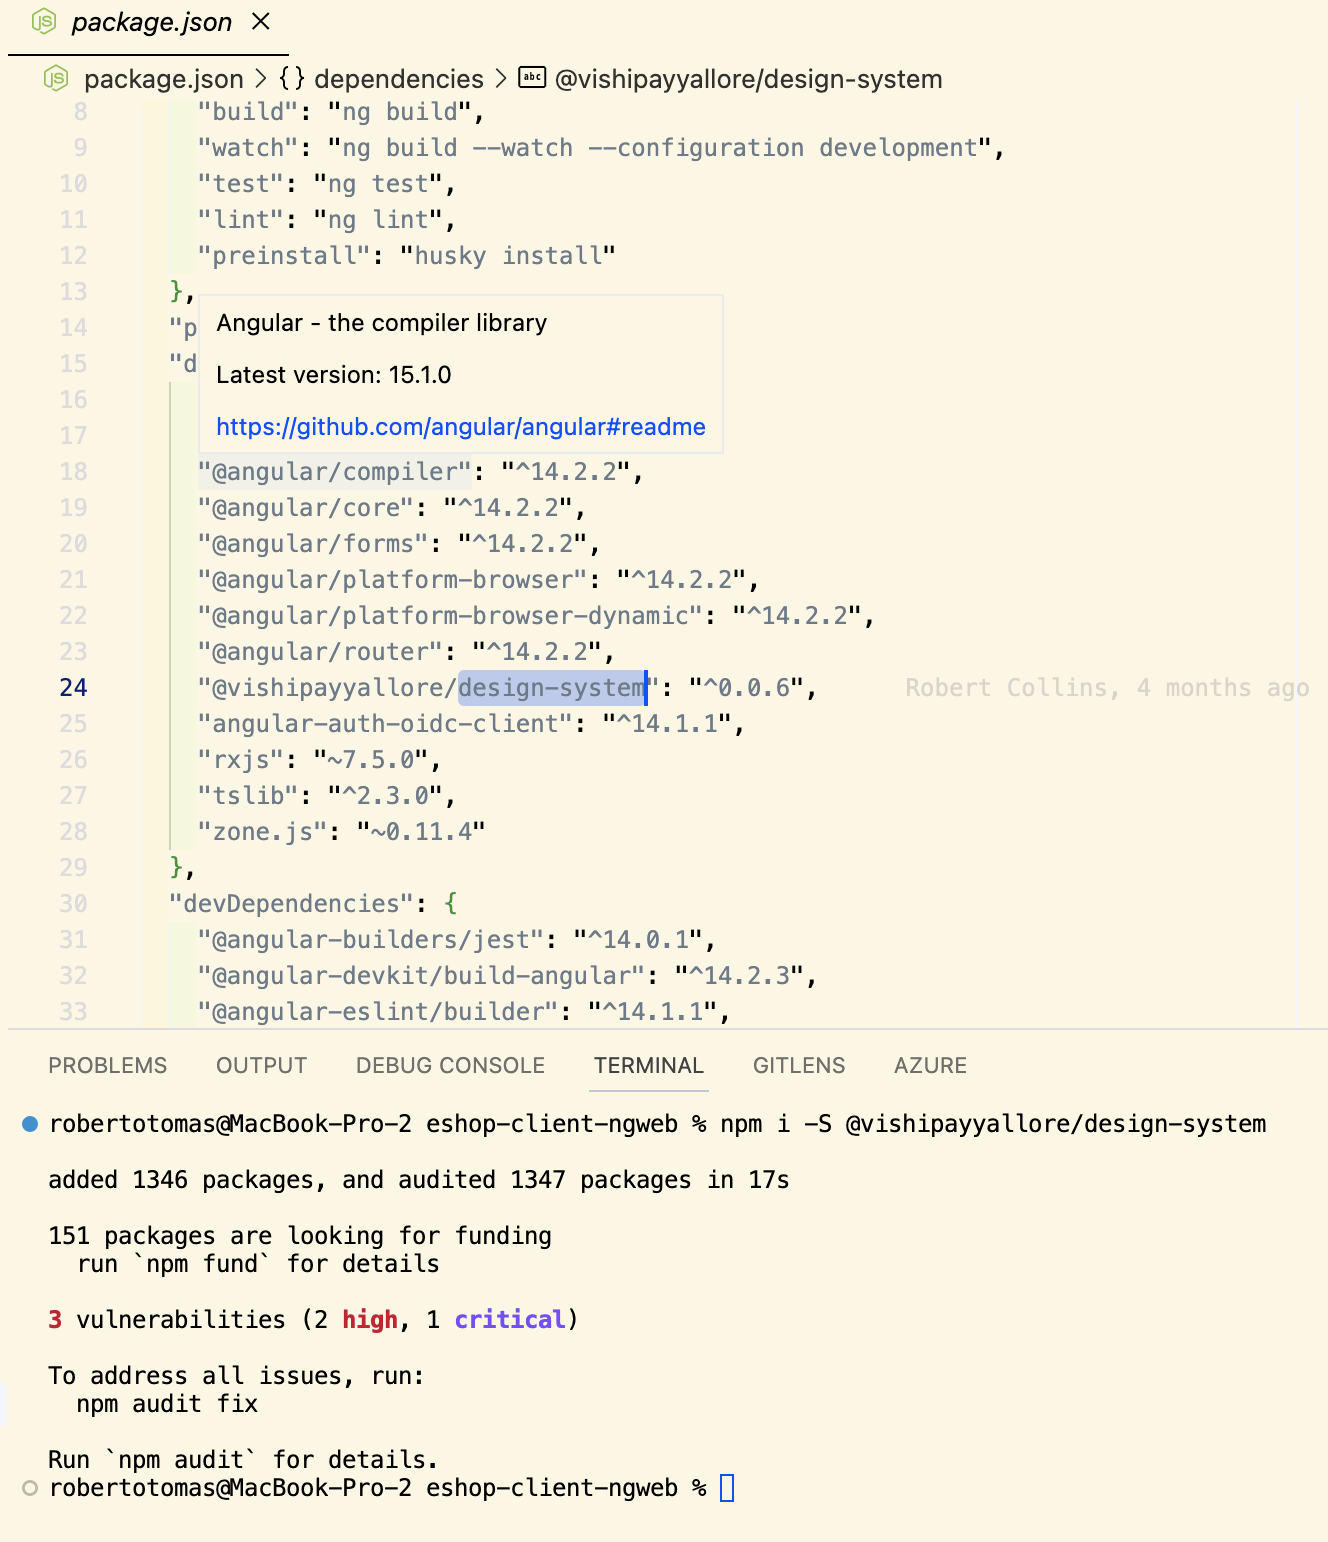 package.json
package.json > {} dependencies > abc @vishipayyallore/design-system
8 "build": "ng build",
9 "watch": "ng build --watch --configuration development",
10 "test": "ng test",
11 "lint": "ng lint",
12 "preinstall": "husky install"
13 },
14 "p
15 "d
Angular - the compiler library
Latest version: 15.1.0
https://github.com/angular/angular#readme
16
17
18 "@angular/compiler": "^14.2.2",
19 "@angular/core": "^14.2.2",
20 "@angular/forms": "^14.2.2",
21 "@angular/platform-browser": "^14.2.2",
22 "@angular/platform-browser-dynamic": "^14.2.2",
23 "@angular/router": "^14.2.2",
24 "@vishipayyallore/design-system": "^0.0.6", Robert Collins, 4 months ago
25 "angular-auth-oidc-client": "^14.1.1",
26 "rxjs": "~7.5.0",
27 "tslib": "^2.3.0",
28 "zone.js": "~0.11.4"
29 },
30 "devDependencies": {
31 "@angular-builders/jest": "^14.0.1",
32 "@angular-devkit/build-angular": "^14.2.3",
33 "@angular-eslint/builder": "^14.1.1",
PROBLEMS OUTPUT DEBUG CONSOLE TERMINAL GITLENS AZURE
robertotomas@MacBook-Pro-2 eshop-client-ngweb % npm i -S @vishipayyallore/design-system
added 1346 packages, and audited 1347 packages in 17s
151 packages are looking for funding
run `npm fund` for details
3 vulnerabilities (2 high, 1 critical)
To address all issues, run:
npm audit fix
Run `npm audit` for details.
robertotomas@MacBook-Pro-2 eshop-client-ngweb %